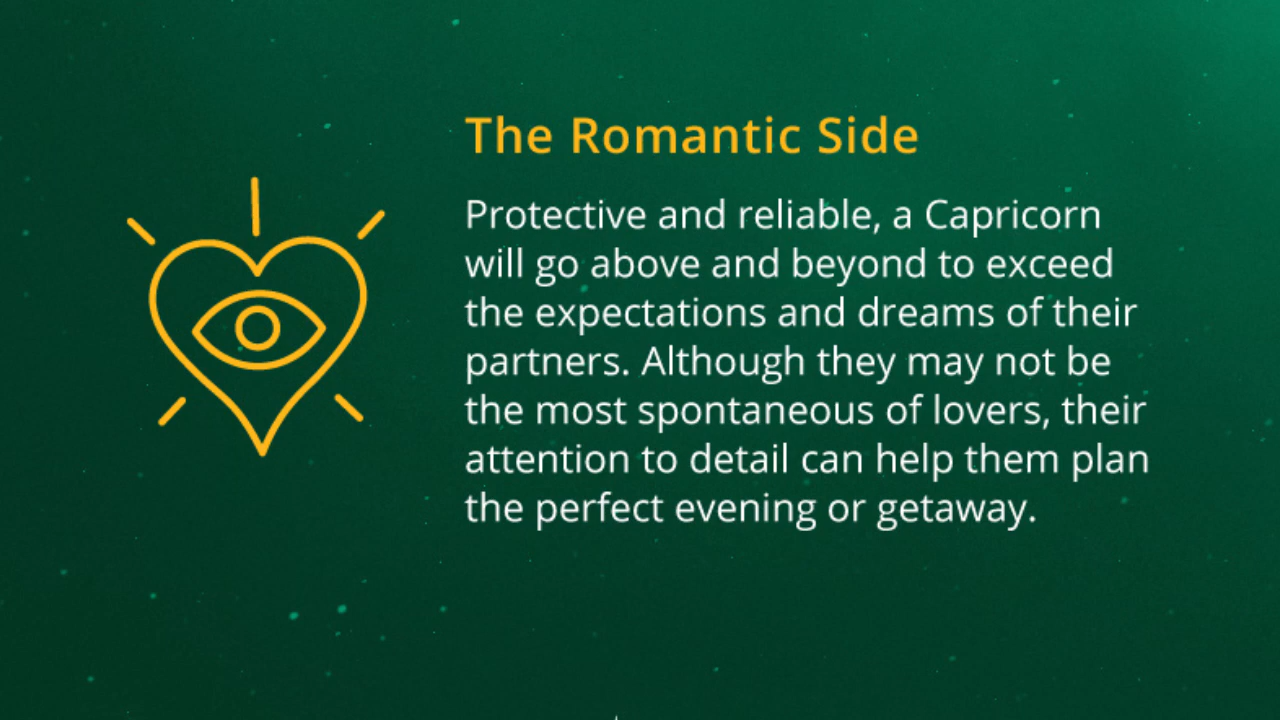 The Romantic Side
Protective and reliable, a Capricorn
will go above and beyond to exceed
the expectations and dreams of their
partners. Although they may not be
the most spontaneous of lovers, their
attention to detail can help them plan
the perfect evening or getaway.